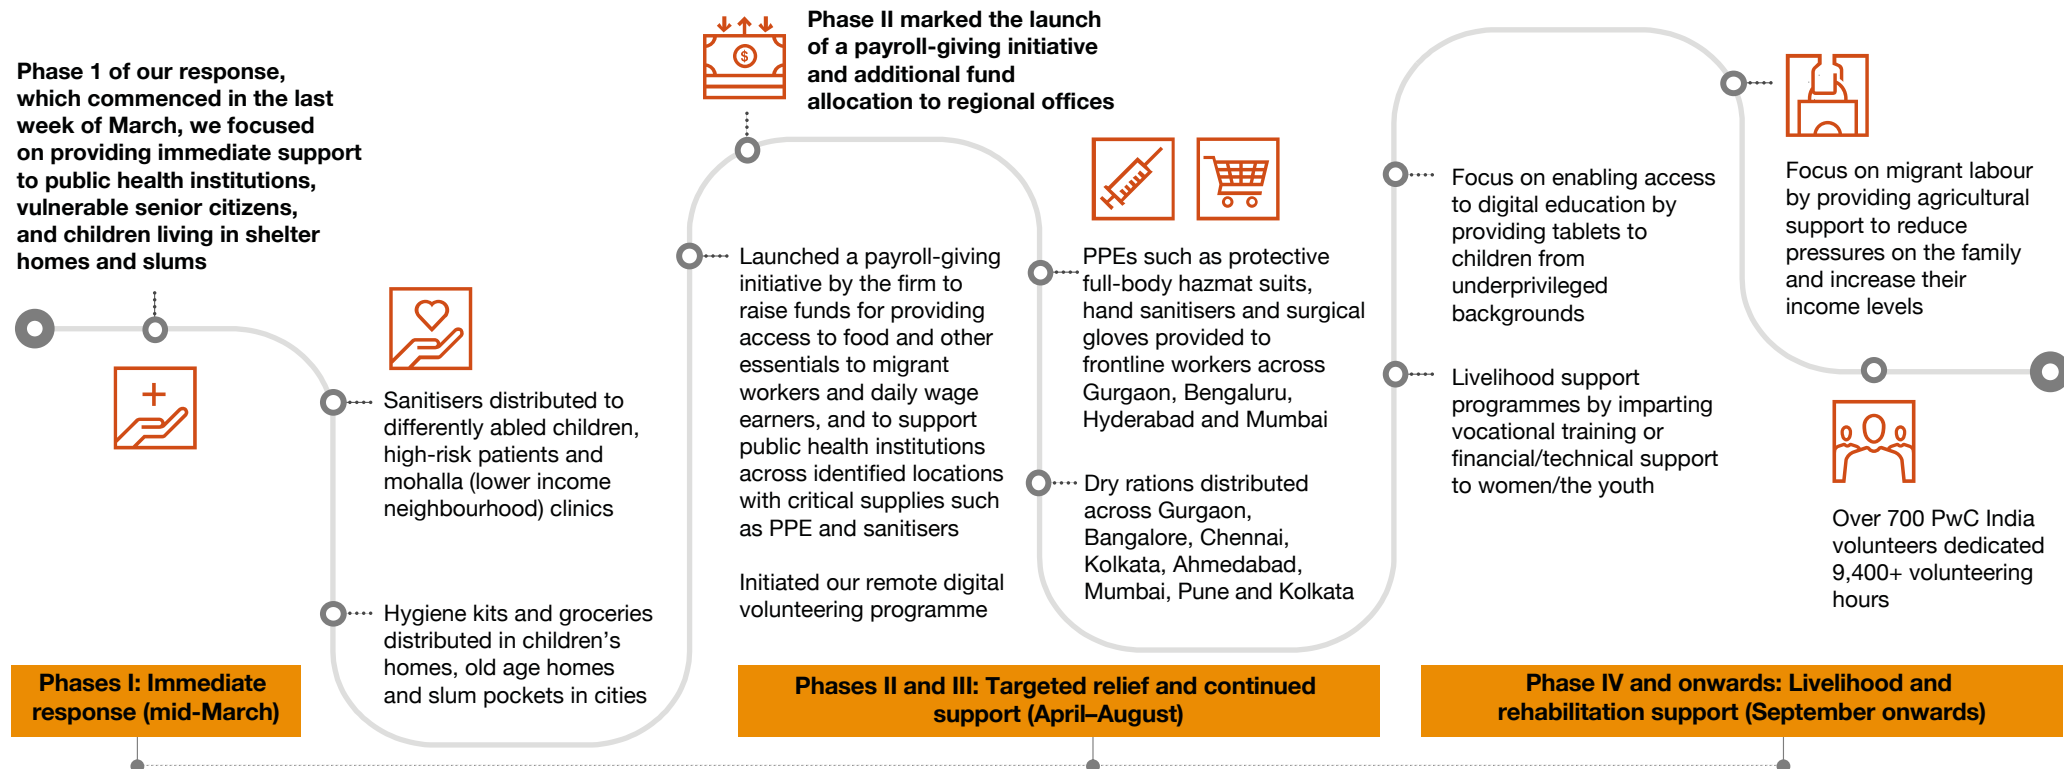 Phase 1 of our response,
which commenced in the last
week of March, we focused
on providing immediate support
to public health institutions,
vulnerable senior citizens,
and children living in shelter
homes and slums
Sanitisers distributed to
differently abled children,
high-risk patients and
mohalla (lower income
neighbourhood) clinics
Hygiene kits and groceries
distributed in children’s
homes, old age homes
and slum pockets in cities
Phases I: Immediate
response (mid-March)
Phase II marked the launch
of a payroll-giving initiative
and additional fund
allocation to regional offices
Launched a payroll-giving
initiative by the firm to
raise funds for providing
access to food and other
essentials to migrant
workers and daily wage
earners, and to support
public health institutions
across identified locations
with critical supplies such
as PPE and sanitisers
Initiated our remote digital
volunteering programme
PPEs such as protective
full-body hazmat suits,
hand sanitisers and surgical
gloves provided to
frontline workers across
Gurgaon, Bengaluru,
Hyderabad and Mumbai
Dry rations distributed
across Gurgaon,
Bangalore, Chennai,
Kolkata, Ahmedabad,
Mumbai, Pune and Kolkata
Phases II and III: Targeted relief and continued
support (April–August)
Focus on enabling access
to digital education by
providing tablets to
children from
underprivileged
backgrounds
Livelihood support
programmes by imparting
vocational training or
financial/technical support
to women/the youth
Focus on migrant labour
by providing agricultural
support to reduce
pressures on the family
and increase their
income levels
Over 700 PwC India
volunteers dedicated
9,400+ volunteering
hours
Phase IV and onwards: Livelihood and
rehabilitation support (September onwards)